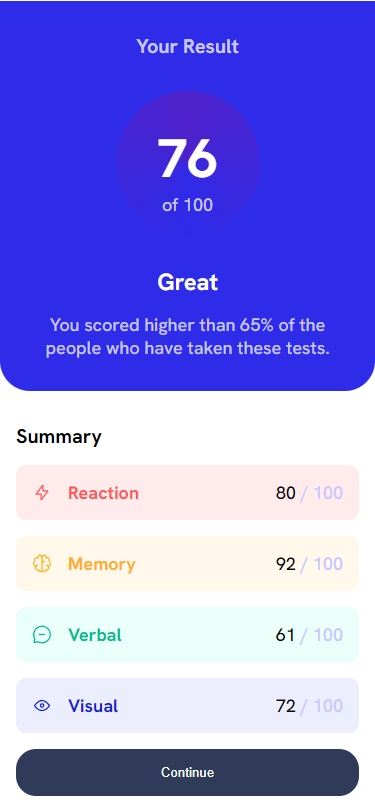 Your Result
76
of 100
Great
You scored higher than 65% of the
people who have taken these tests.
Summary
Reaction 80 / 100
Memory 92 / 100
Verbal 61 / 100
Visual 72 / 100
Continue